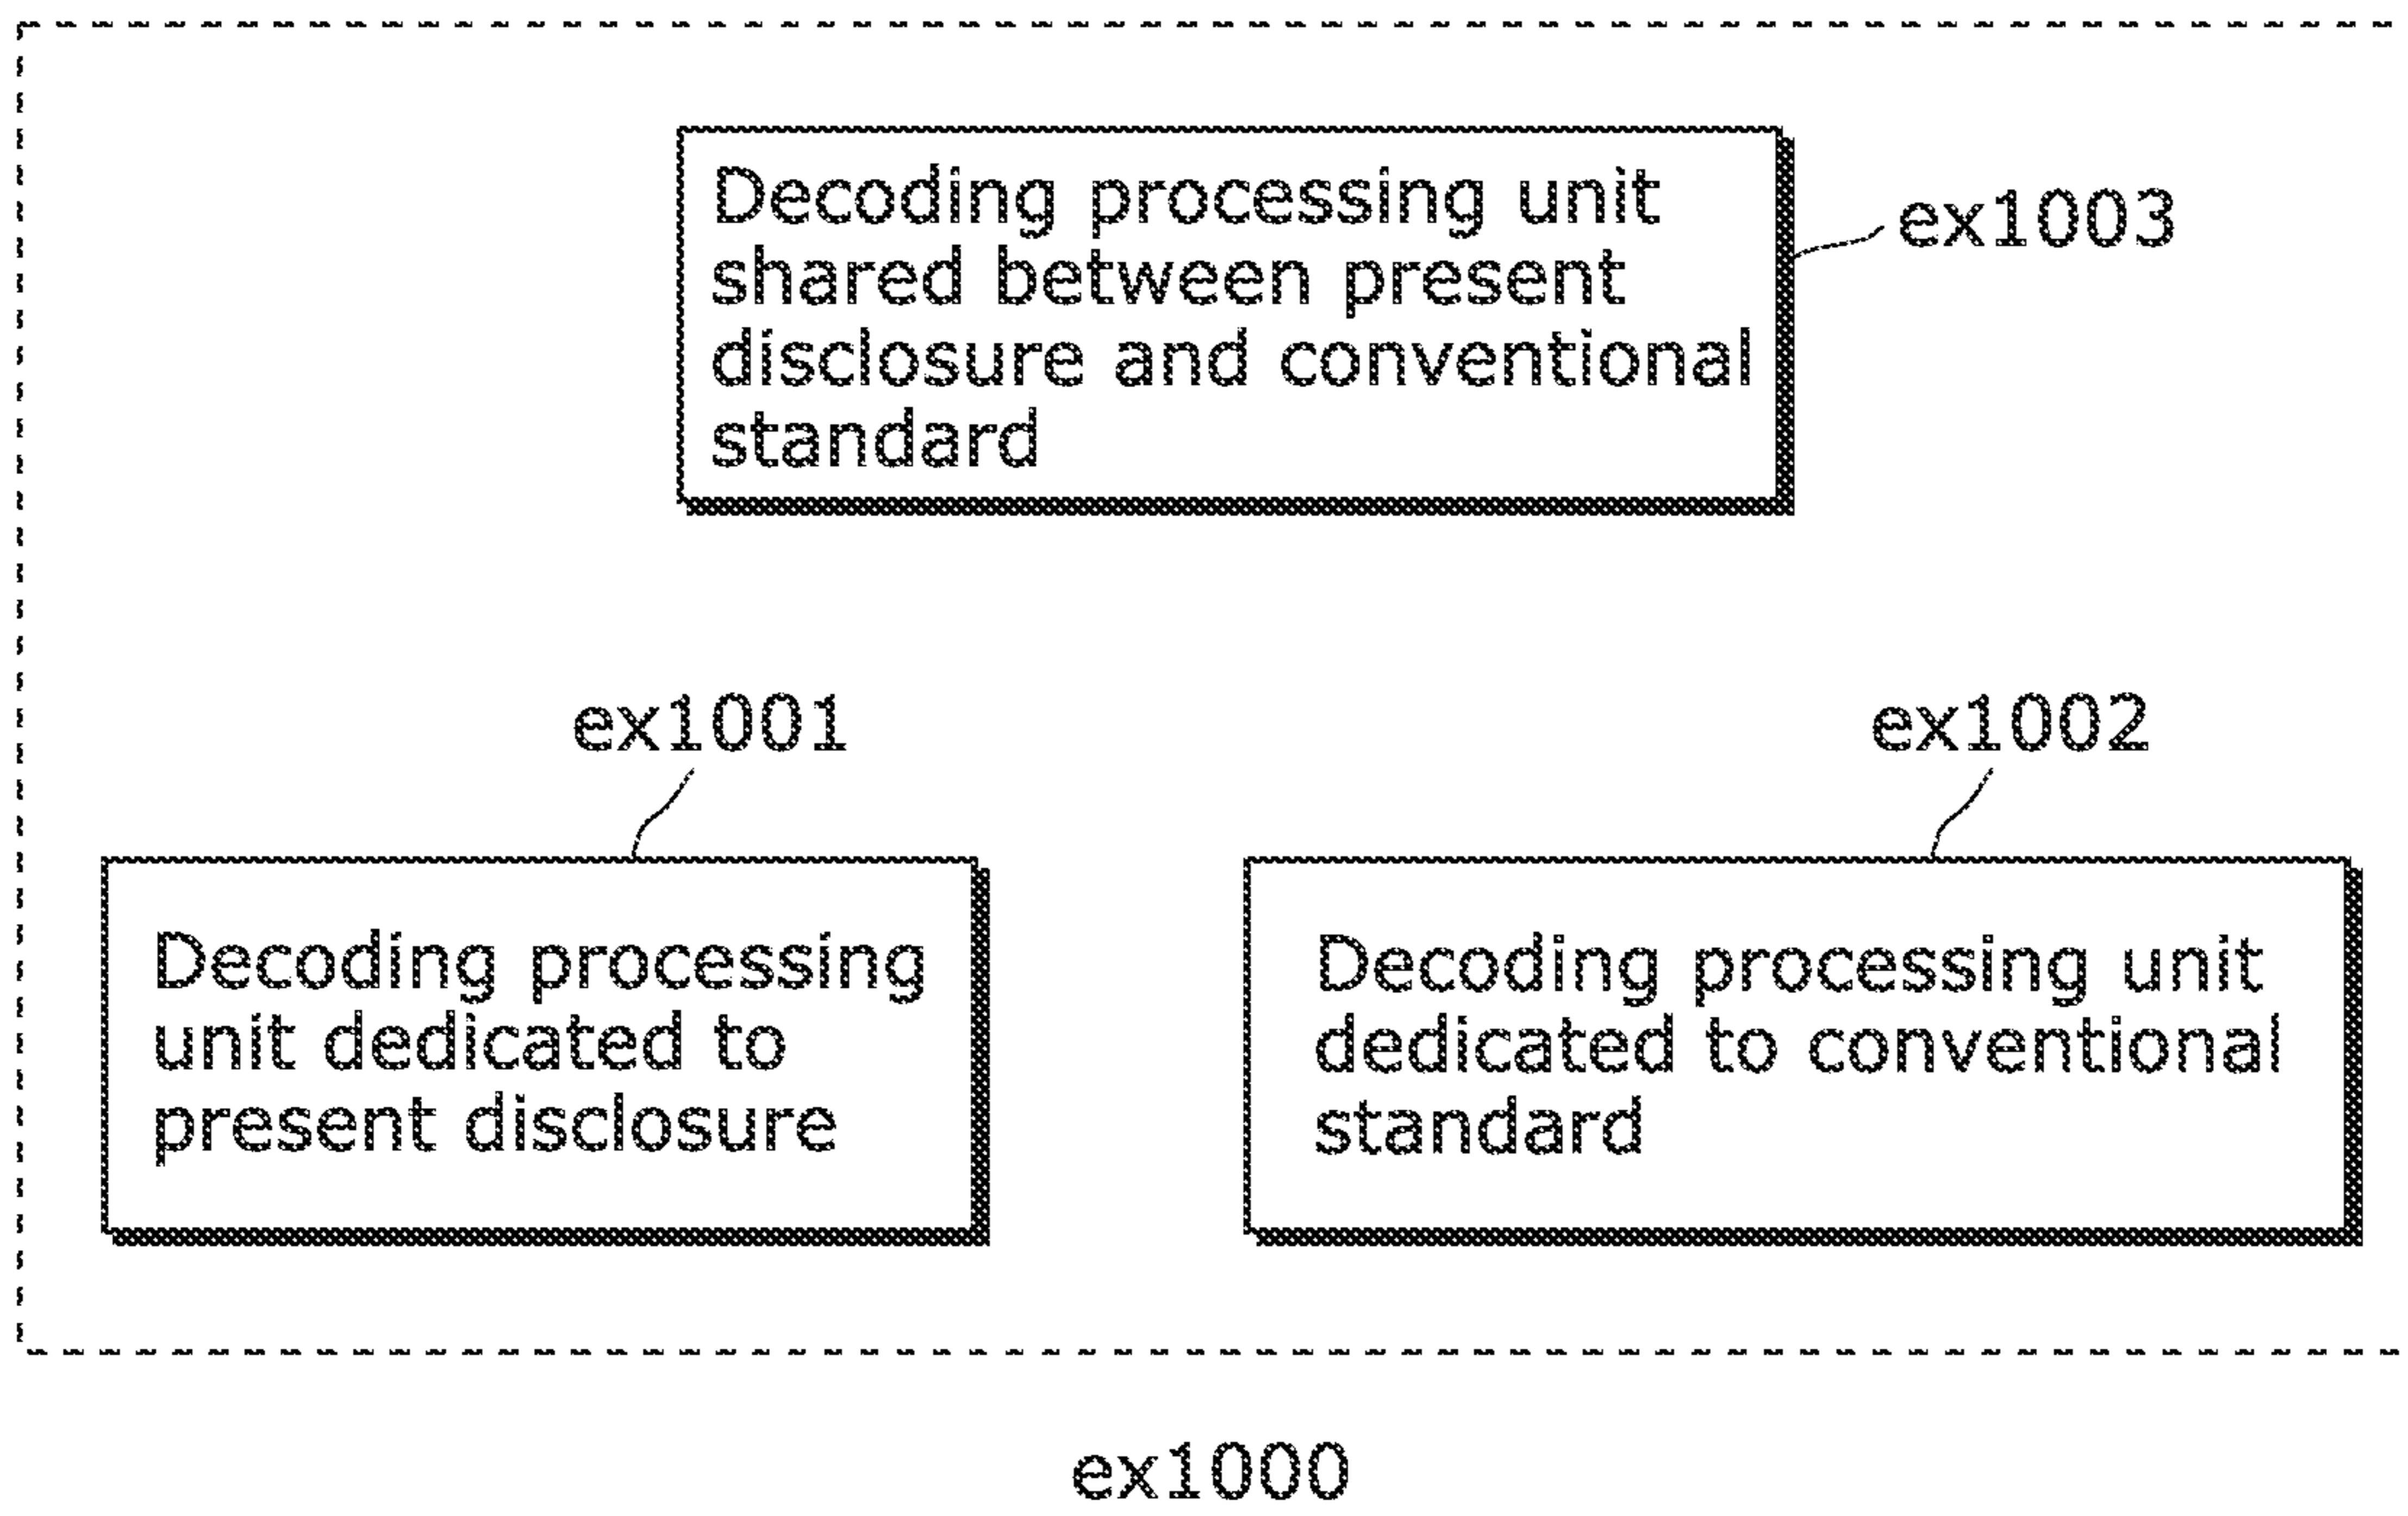 Decoding processing unit
shared between present
disclosure and conventional
standard
ex1003
ex1001
ex1002
Decoding processing
unit dedicated to
present disclosure
Decoding processing unit
dedicated to conventional
standard
ex1000